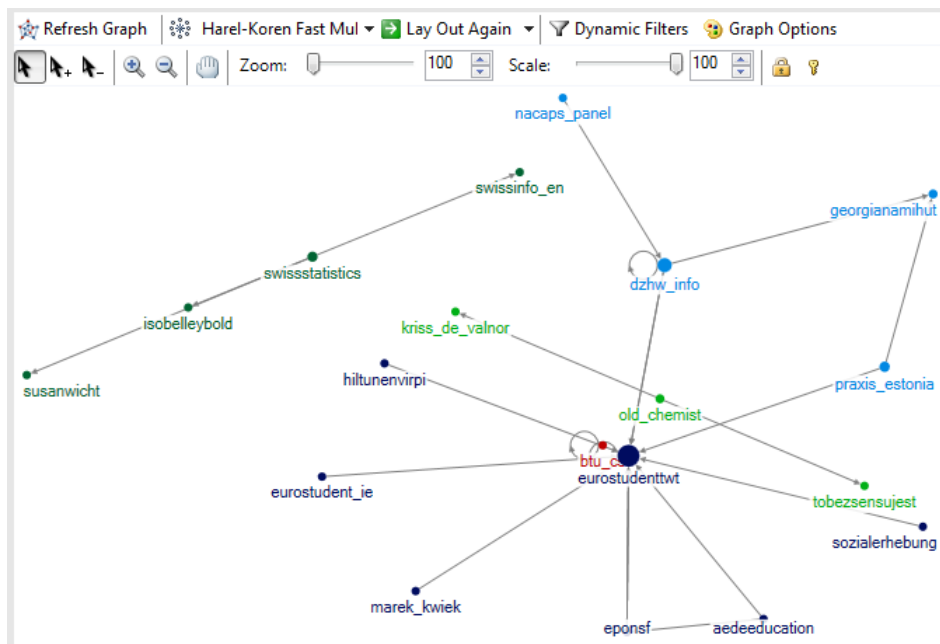 Refresh Graph Harel-Koren Fast Mul Lay Out Again Dynamic Filters Graph Options
Zoom: 100 Scale: 100
nacaps_panel
swissinfo_en
georgianamihut
swissstatistics
dzhw_info
isobelleybold
kriss_de_valnor
hiltunenvirpi
susanwicht
praxis_estonia
old_chemist
btu_c
eurostudenttwt
eurostudent_ie
tobezsensujest
sozialerhebung
marek_kwiek
eponsf aedeeducation